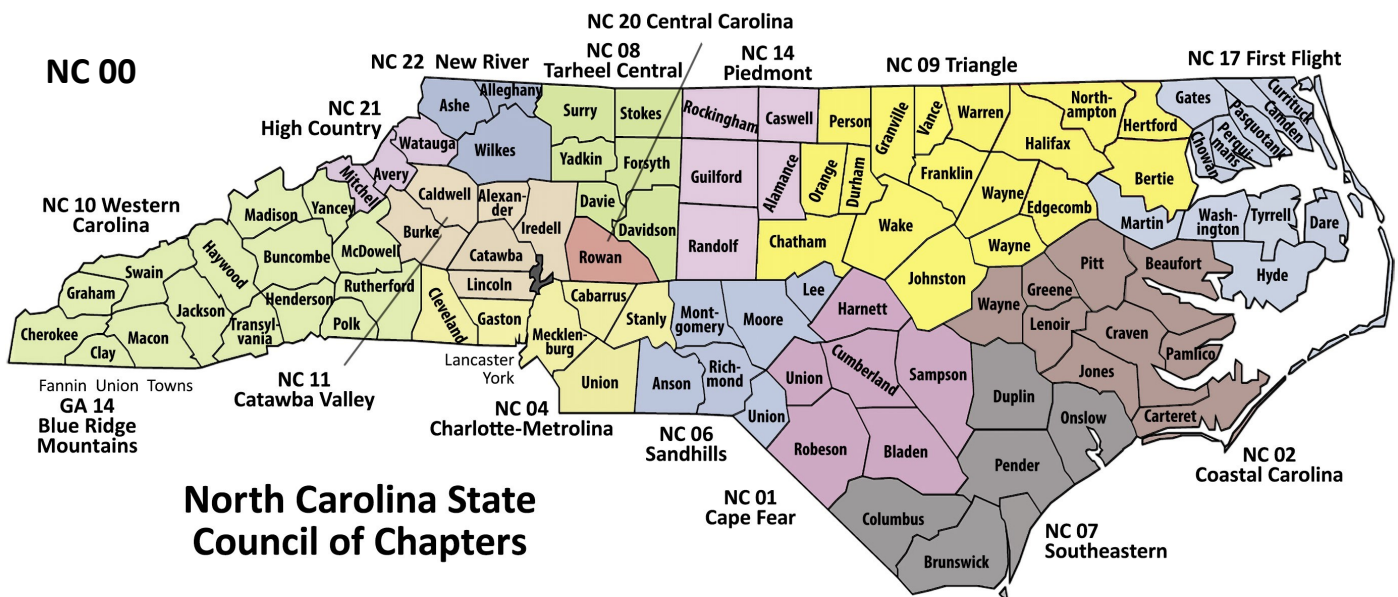 NC 00
NC 20 Central Carolina
NC 22 New River
NC 08
Tarheel Central
NC 14
Piedmont
NC 09 Triangle
NC 17 First Flight
NC 21
High Country
NC 10 Western
Carolina
Ashe
Alleghany
Surry
Stokes
Rockingham
Caswell
Person
Granville
Vance
Warren
North-
ampton
Hertford
Gates
Currituck
Camden
Pasquotank
Perqui
mans
Chowan
Watauga
Wilkes
Yadkin
Forsyth
Guilford
Alamance
Orange
Durham
Franklin
Halifax
Bertie
Mitchell
Avery
Caldwell
Alexan-
der
Iredell
Davie
Davidson
Randolf
Chatham
Wake
Wayne
Edgecomb
Martin
Wash-
ington
Tyrrell
Dare
Madison
Yancey
Burke
Catawba
Rowan
Johnston
Wayne
Pitt
Beaufort
Hyde
Swain
Haywood
Buncombe
McDowell
Lincoln
Graham
Jackson
Henderson
Rutherford
Cleveland
Gaston
Cabarrus
Stanly
Mont-
gomery
Moore
Lee
Harnett
Wayne
Greene
Lenoir
Craven
Pamlico
Cherokee
Clay
Macon
Transyl-
vania
Polk
Mecklen-
burg
Union
Anson
Rich-
mond
Union
Union
Cumberland
Sampson
Duplin
Jones
Onslow
Carteret
Robeson
Bladen
Pender
Columbus
Brunswick
Lancaster
York
Fannin Union Towns
GA 14
Blue Ridge
Mountains
NC 11
Catawba Valley
NC 04
Charlotte-Metrolina
NC 06
Sandhills
NC 01
Cape Fear
NC 02
Coastal Carolina
NC 07
Southeastern
North Carolina State
Council of Chapters